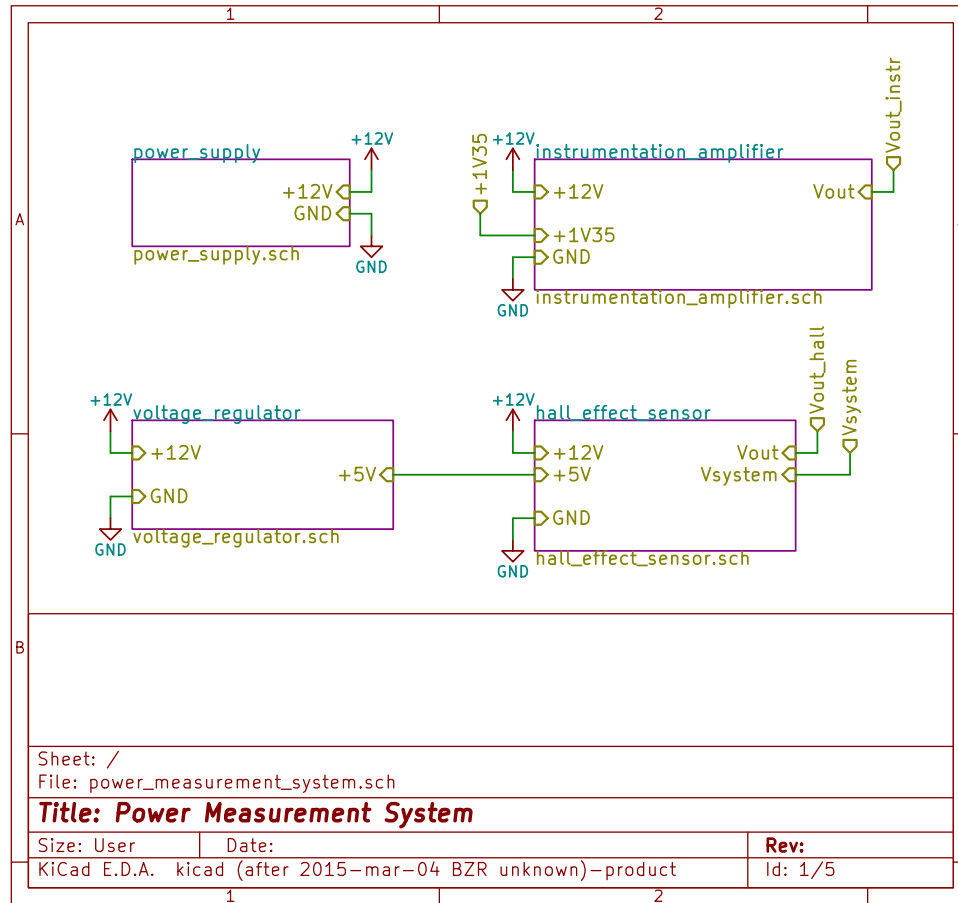 1
2
A
B
power_supply
+12V
+12V
GND
GND
power_supply.sch
+12V
+1V35
instrumentation_amplifier
+12V
+1V35
GND
GND
instrumentation_amplifier.sch
Vout
Vout_instr
+12V
voltage_regulator
+12V
+5V
GND
GND
voltage_regulator.sch
+12V
hall_effect_sensor
+12V
+5V
GND
GND
hall_effect_sensor.sch
Vout
Vsystem
Vout_hall
Vsystem
Sheet: /
File: power_measurement_system.sch
Title: Power Measurement System
Size: User
Date:
Rev:
KiCad E.D.A. kicad (after 2015-mar-04 BZR unknown)-product
Id: 1/5
1
2